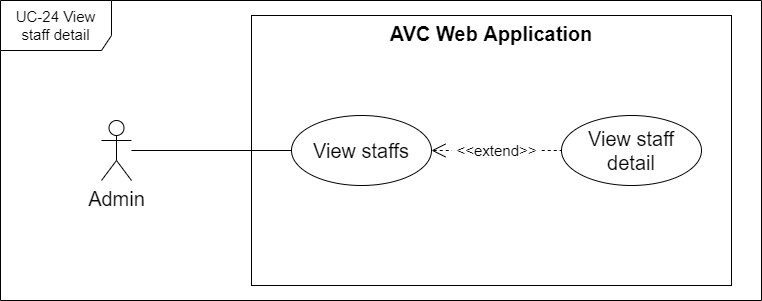 UC-24 View
staff detail
AVC Web Application
View staffs
<<extend>>
View staff
detail
Admin